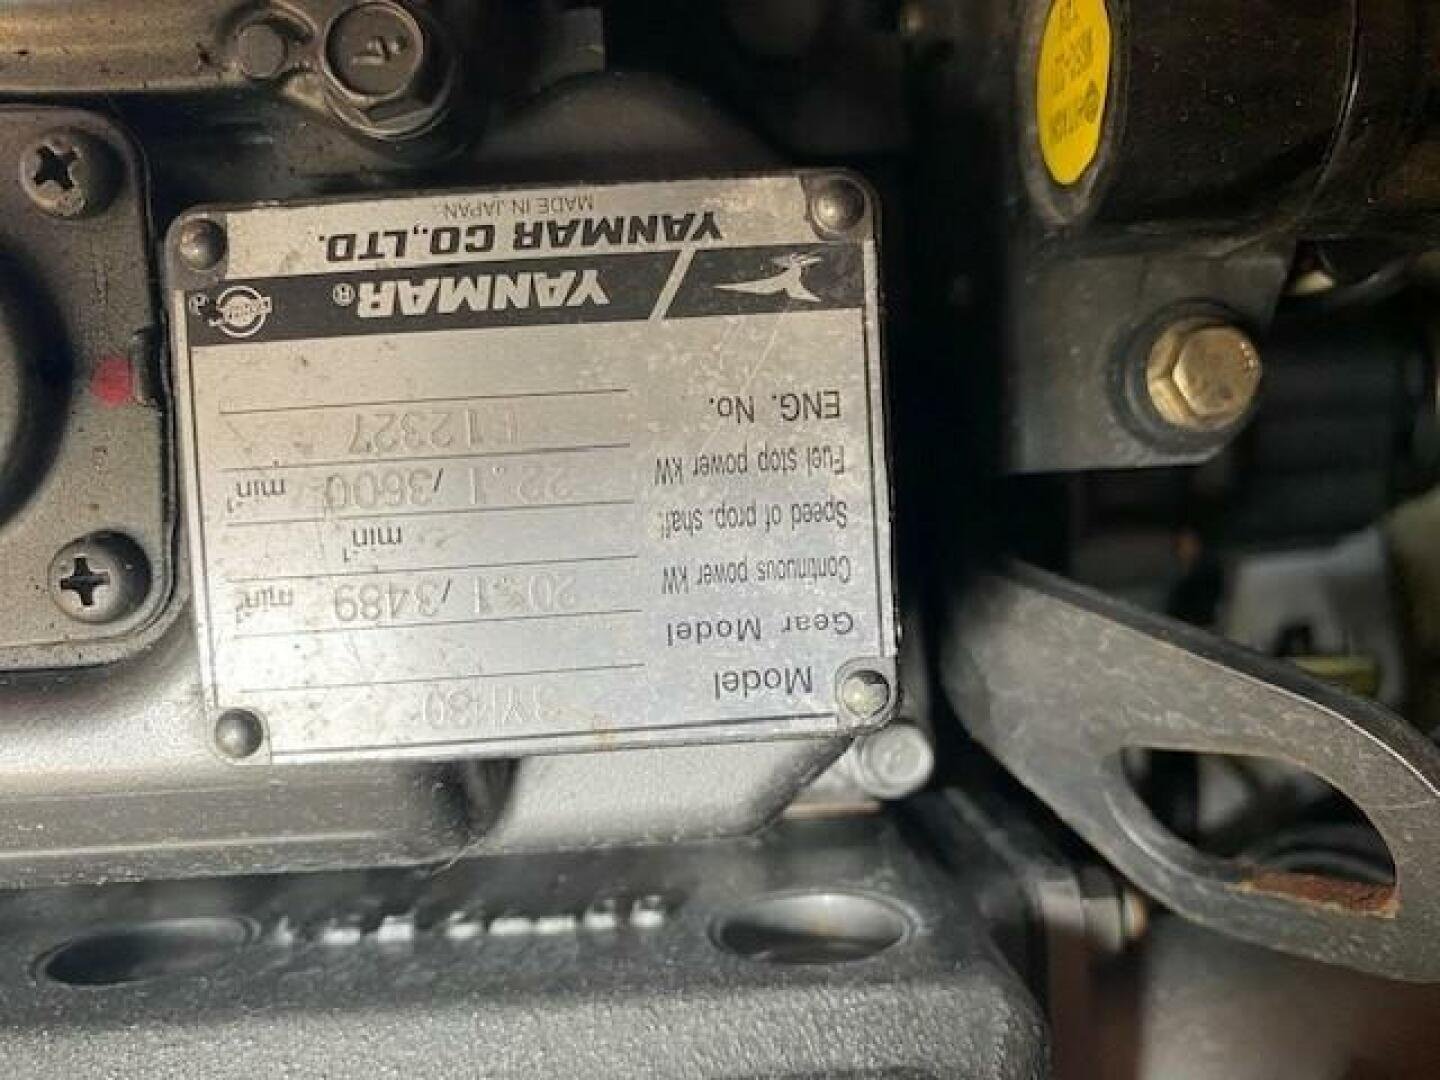 Model 3YM30
Gear Model
Continuous power kW 20.1/3489 min⁻¹
Speed of prop. shaft min⁻¹
Fuel stop power kW 22.1/3600 min⁻¹
ENG. No. 12327
YANMAR®
YANMAR CO.,LTD.
MADE IN JAPAN